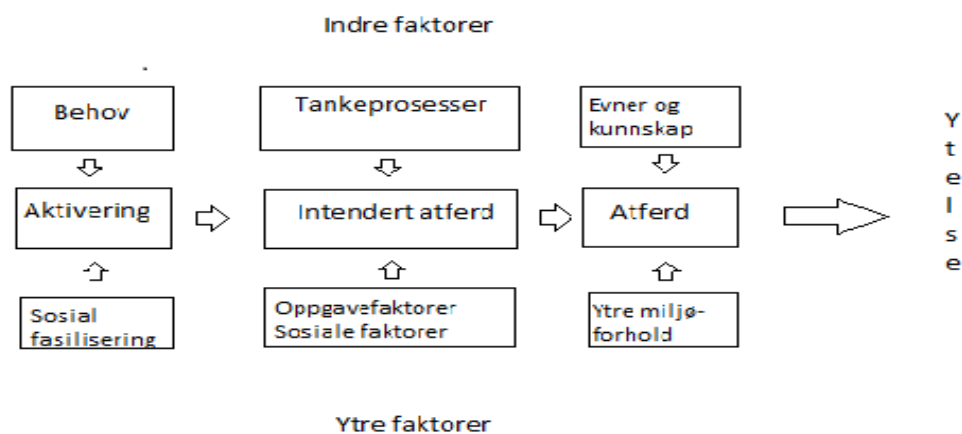 Indre faktorer
Behov
Tankeprosesser
Evner og
kunnskap
Aktivering
Intendert atferd
Atferd
Ytelse
Sosial
fasilisering
Oppgavefaktorer
Sosiale faktorer
Ytre miljø-
forhold
Ytre faktorer